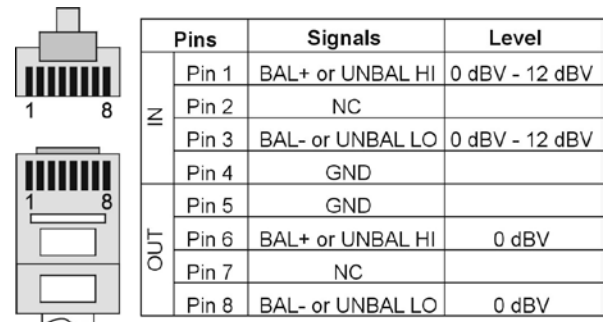 Pins Signals Level
IN
Pin 1 BAL+ or UNBAL HI 0 dBV - 12 dBV
Pin 2 NC
Pin 3 BAL- or UNBAL LO 0 dBV - 12 dBV
Pin 4 GND
OUT
Pin 5 GND
Pin 6 BAL+ or UNBAL HI 0 dBV
Pin 7 NC
Pin 8 BAL- or UNBAL LO 0 dBV
1 8
1 8